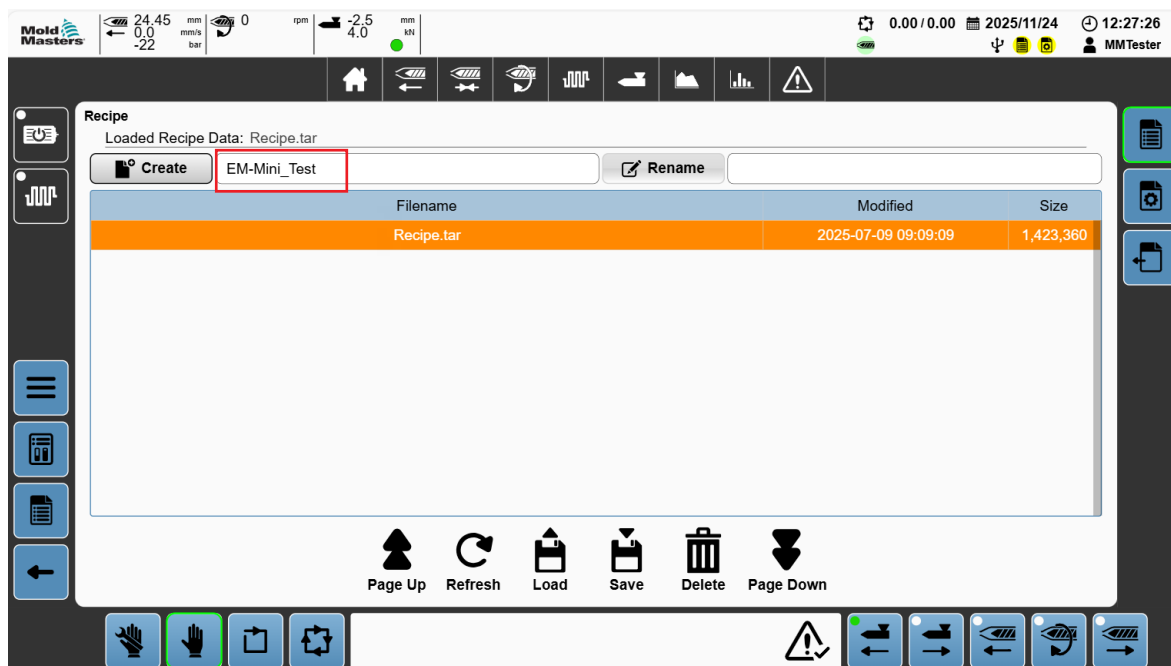 Mold
Masters
24.45 mm
0.0 mm/s
-22 bar
0 rpm
-2.5 mm
4.0 kN
0.00 / 0.00
2025/11/24
12:27:26
MMTester
Recipe
Loaded Recipe Data: Recipe.tar
Create EM-Mini_Test Rename
Filename Modified Size
Recipe.tar 2025-07-09 09:09:09 1,423,360
Page Up Refresh Load Save Delete Page Down